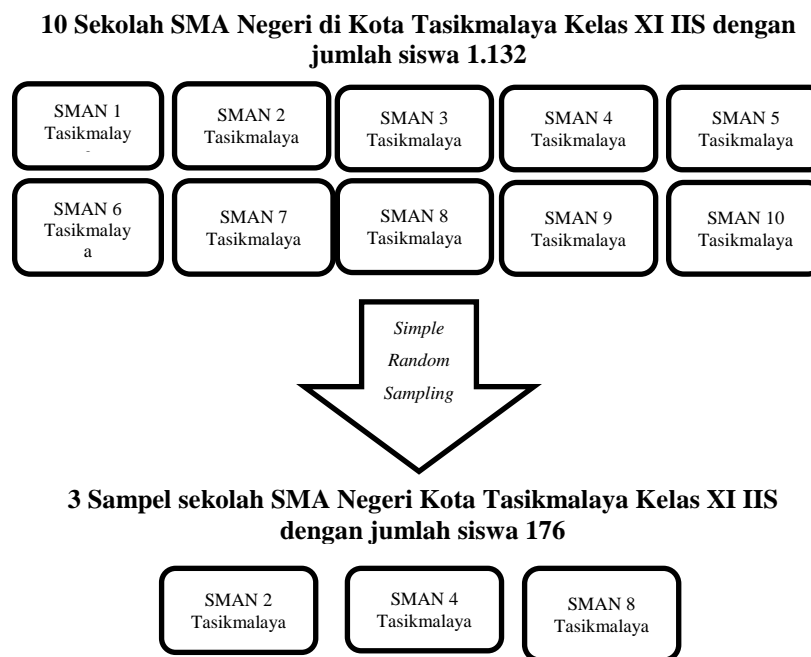 10 Sekolah SMA Negeri di Kota Tasikmalaya Kelas XI IIS dengan
jumlah siswa 1.132
SMAN 1
Tasikmalay
SMAN 2
Tasikmalaya
SMAN 3
Tasikmalaya
SMAN 4
Tasikmalaya
SMAN 5
Tasikmalaya
SMAN 6
Tasikmalay
a
SMAN 7
Tasikmalaya
SMAN 8
Tasikmalaya
SMAN 9
Tasikmalaya
SMAN 10
Tasikmalaya
Simple
Random
Sampling
3 Sampel sekolah SMA Negeri Kota Tasikmalaya Kelas XI IIS
dengan jumlah siswa 176
SMAN 2
Tasikmalaya
SMAN 4
Tasikmalaya
SMAN 8
Tasikmalaya